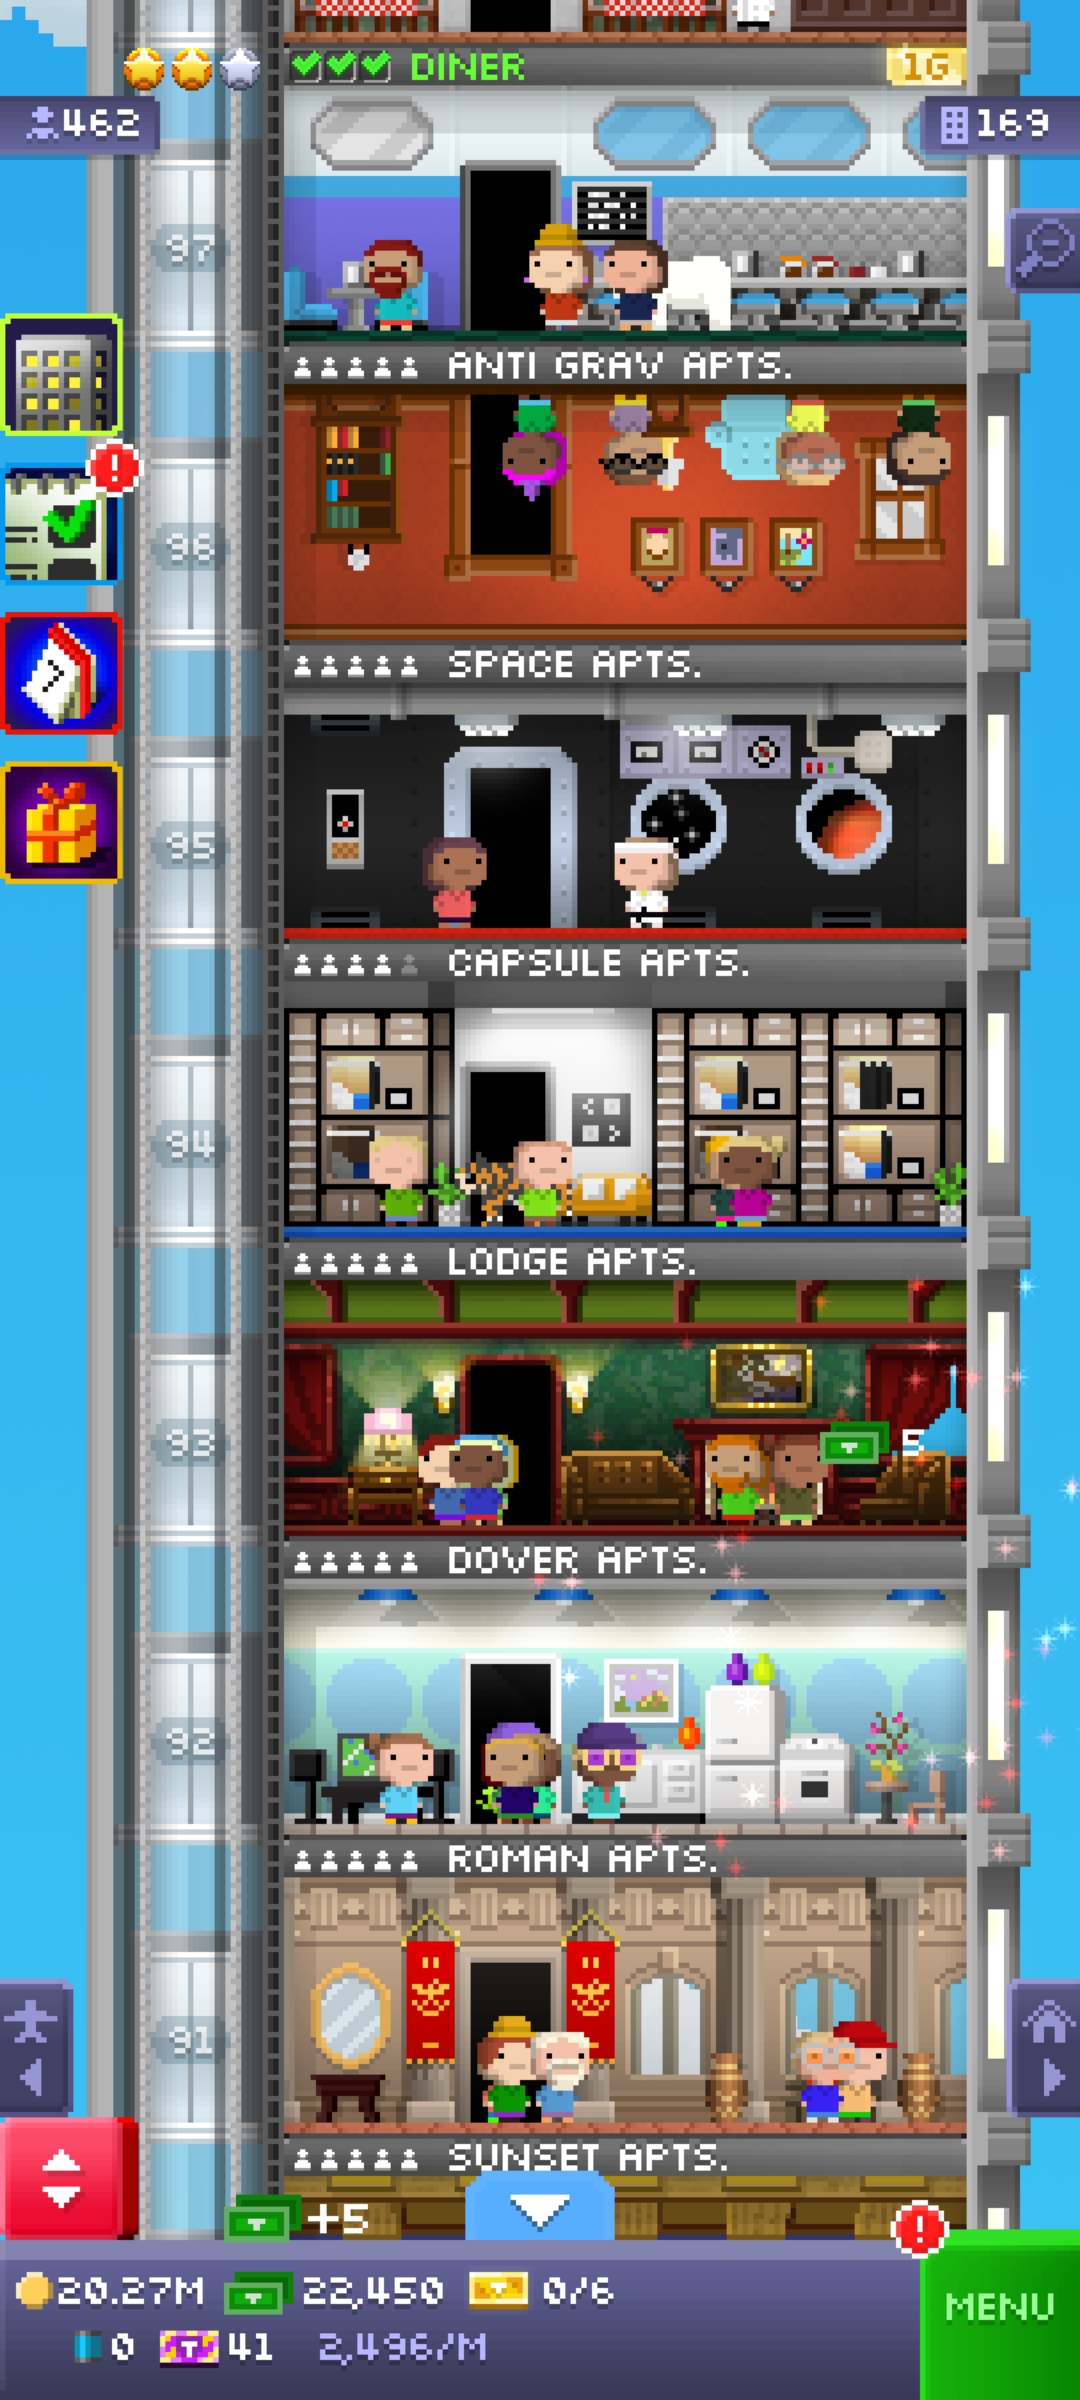 DINER
1G
462
169
97
ANTI GRAV APTS.
96
SPACE APTS.
95
CAPSULE APTS.
94
LODGE APTS.
93
5
DOVER APTS.
92
ROMAN APTS.
91
SUNSET APTS.
+5
20.27M 22,450 0/6
MENU
0 41 2,496/M